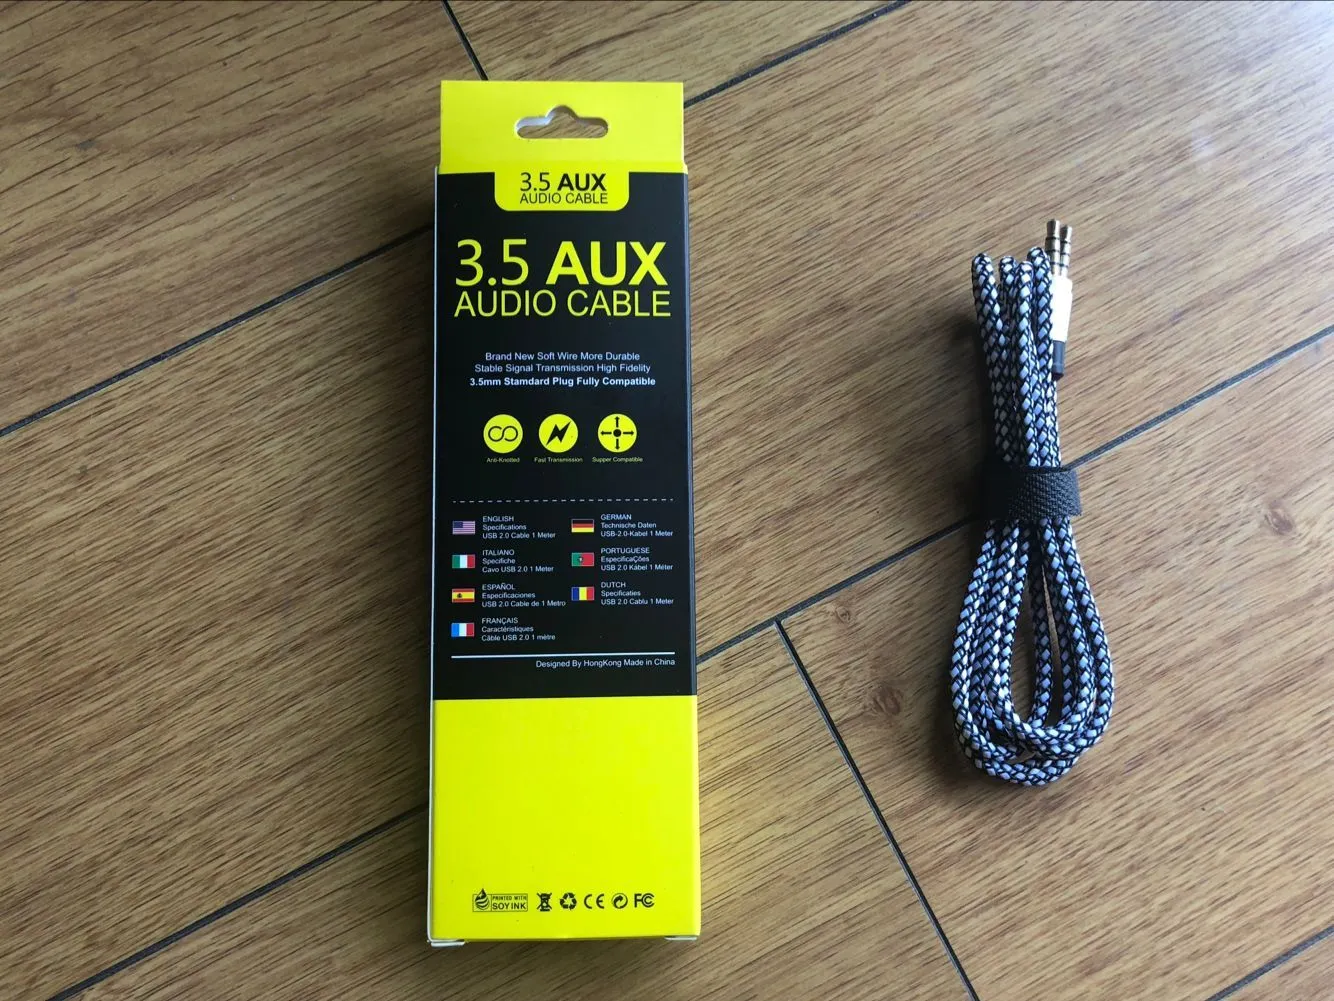 3.5 AUX
AUDIO CABLE
3.5 AUX
AUDIO CABLE
Brand New Soft Wire More Durable
Stable Signal Transmission High Fidelity
3.5mm Stamdard Plug Fully Compatible
Anti-Knotted
Fast Transmission
Supper Compatible
ENGLISH
Specifications
USB 2.0 Cable 1 Meter
GERMAN
Technische Daten
USB-2.0-Kabel 1 Meter
ITALIANO
Specifiche
Cavo USB 2.0 1 Meter
PORTUGUESE
EspecificaÇões
USB 2.0 Kábel 1 Méter
ESPAÑOL
Especificaciones
USB 2.0 Cable de 1 Metro
DUTCH
Specificaties
USB 2.0 Cablu 1 Meter
FRANÇAIS
Caractéristiques
Câble USB 2.0 1 mètre
Designed By HongKong Made in China
PRINTED WITH
SOY INK
CE
FC